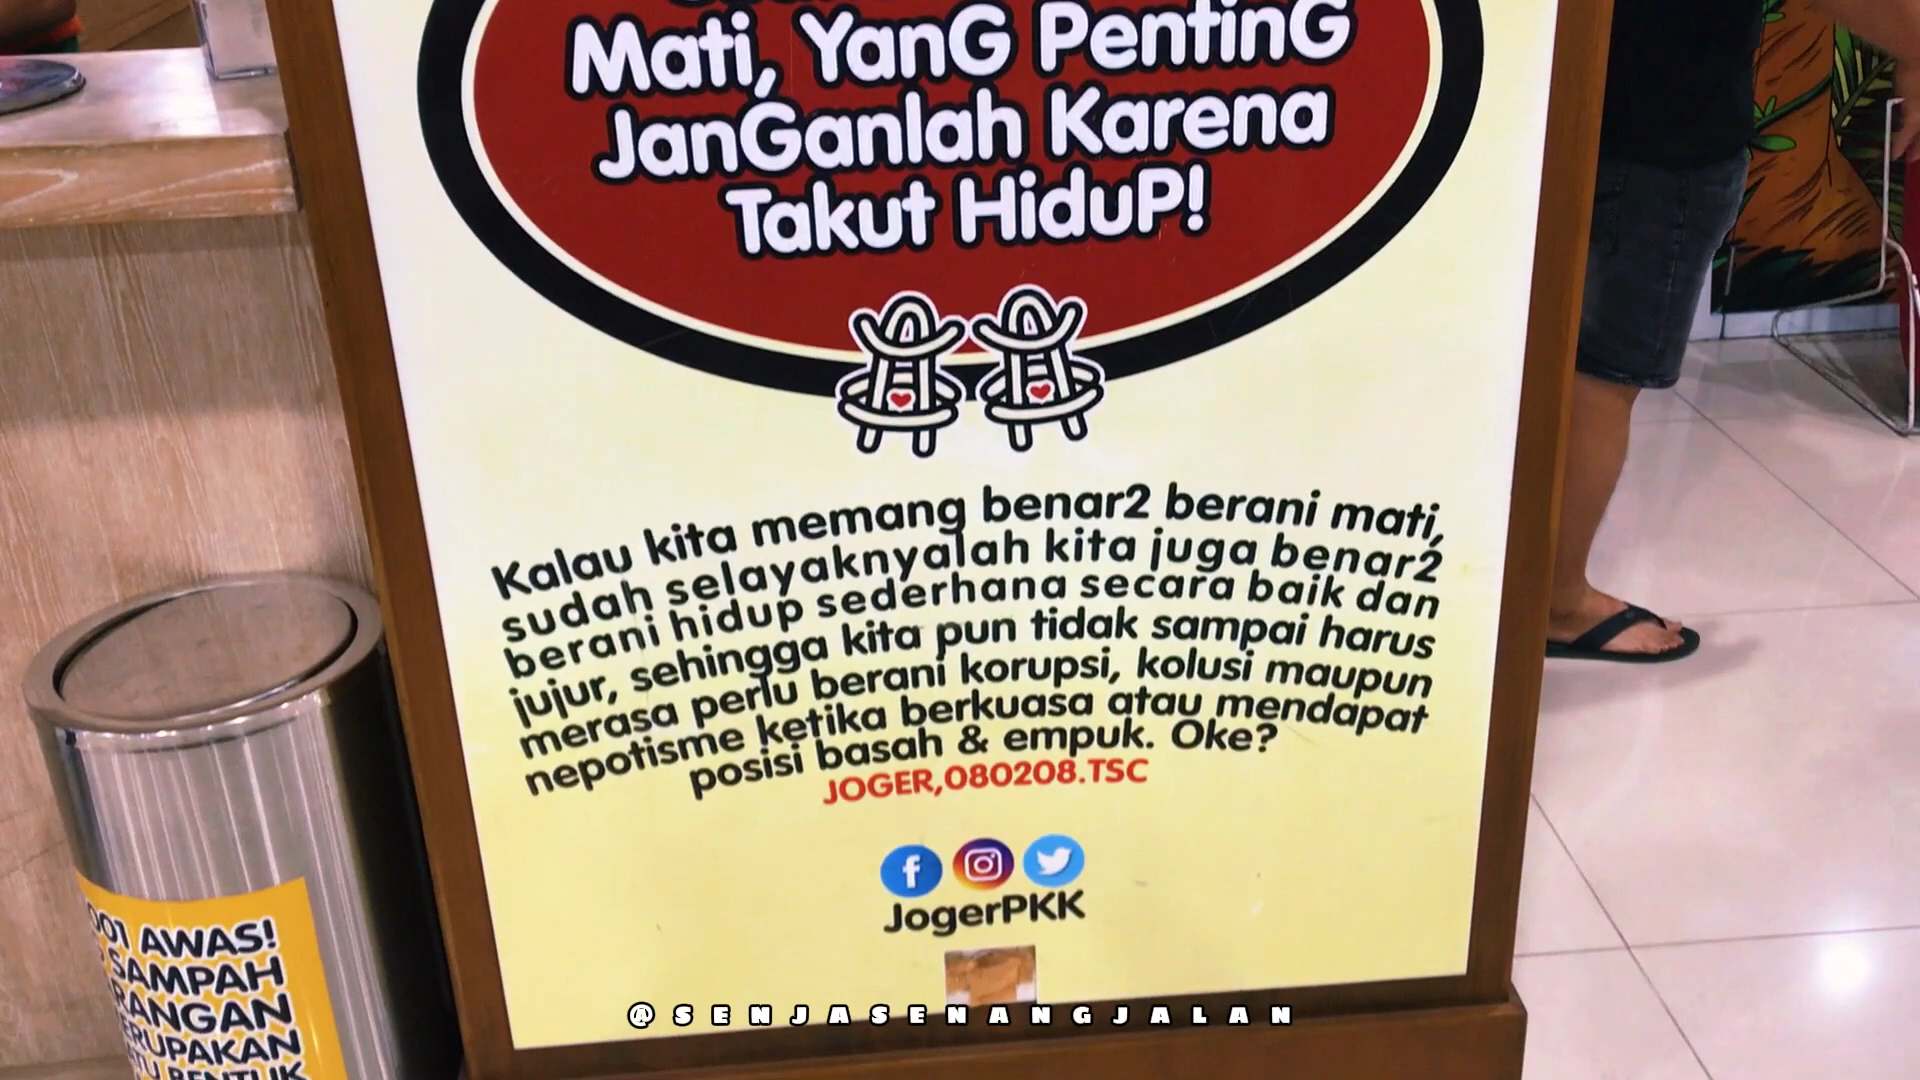 Mati, YanG PentinG
JanGanlah Karena
Takut HiduP!
Kalau kita memang benar2 berani mati,
sudah selayaknyalah kita juga benar2
berani hidup sederhana secara baik dan
jujur, sehingga kita pun tidak sampai harus
merasa perlu berani korupsi, kolusi maupun
nepotisme ketika berkuasa atau mendapat
posisi basah & empuk. Oke?
JOGER,080208.TSC
JogerPKK
001 AWAS!
SAMPAH
@SENJASENANGJALAN